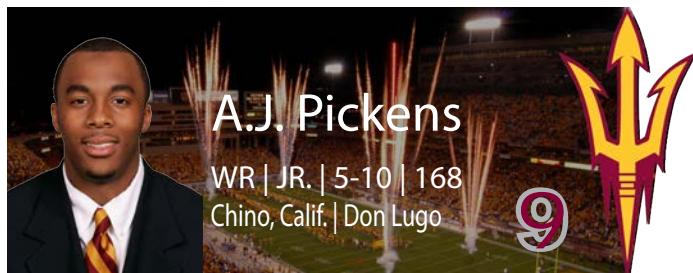 A.J. Pickens
WR | JR. | 5-10 | 168
Chino, Calif. | Don Lugo
9